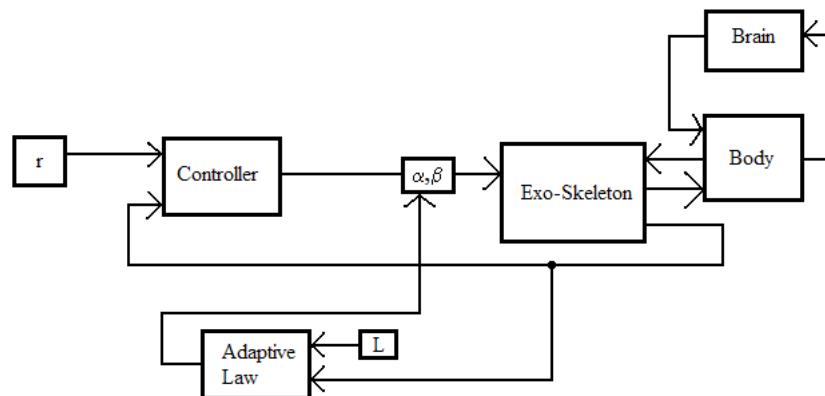 Brain
r
Controller
α,β
Exo-Skeleton
Body
Adaptive
Law
L